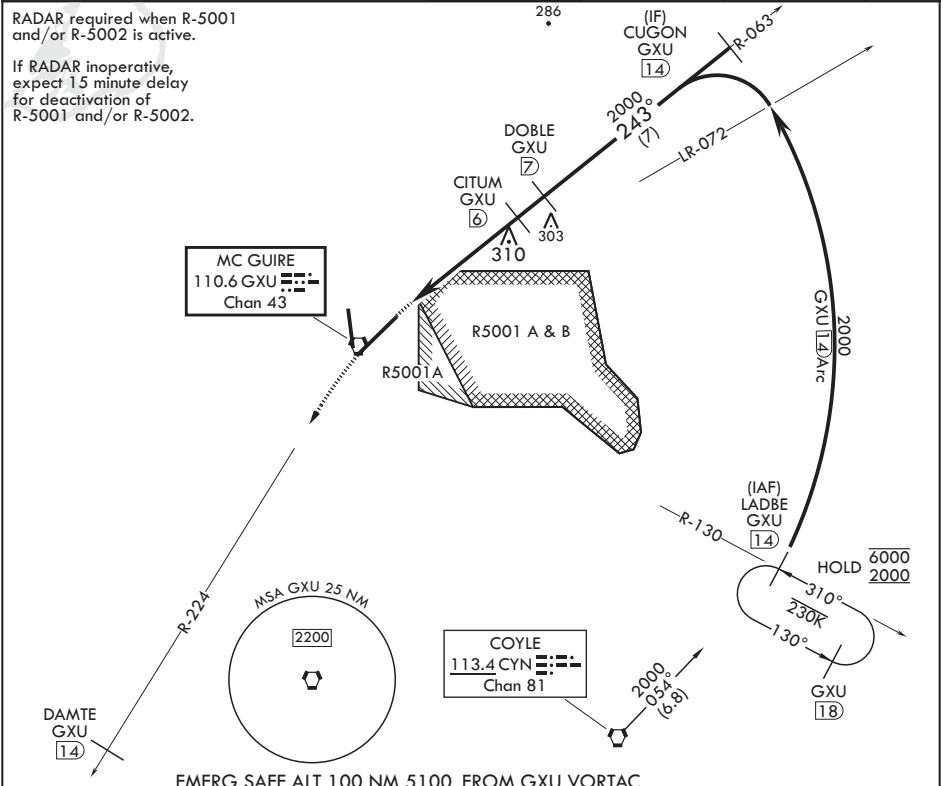 RADAR required when R-5001
and/or R-5002 is active.
If RADAR inoperative,
expect 15 minute delay
for deactivation of
R-5001 and/or R-5002.
286
(IF)
CUGON
GXU
14
R-063
2000
243°
(7)
LR-072
DOBLE
GXU
7
CITUM
GXU
6
303
310
MC GUIRE
110.6 GXU
Chan 43
R5001 A & B
R5001A
GXU 14 Arc
2000
(IAF)
LADBE
GXU
14
R-130
HOLD
6000
2000
310°
230K
130°
GXU
18
R-224
MSA GXU 25 NM
2200
COYLE
113.4 CYN
Chan 81
2000
054°
(6.8)
DAMTE
GXU
14
EMERG SAFE ALT 100 NM 5100 FROM GXU VORTAC